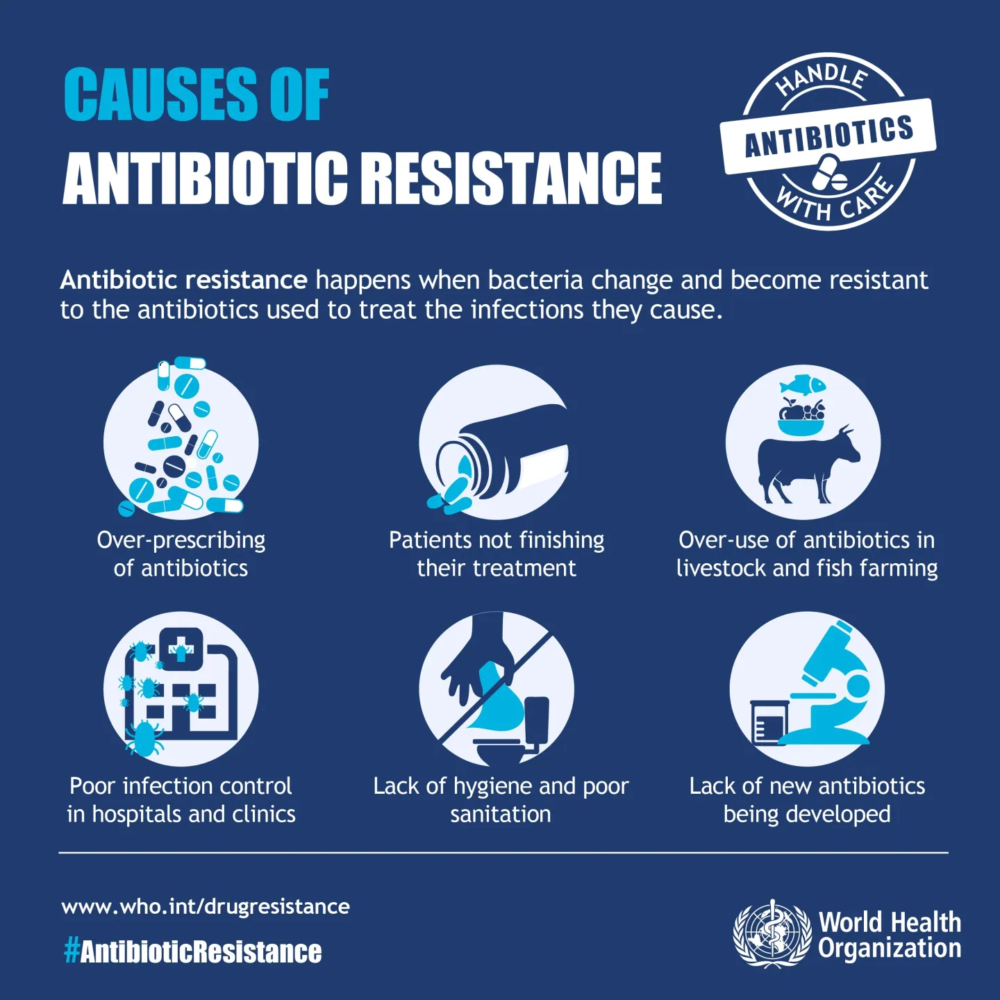 CAUSES OF
ANTIBIOTIC RESISTANCE
HANDLE
ANTIBIOTICS
WITH CARE
Antibiotic resistance happens when bacteria change and become resistant
to the antibiotics used to treat the infections they cause.
Over-prescribing
of antibiotics
Patients not finishing
their treatment
Over-use of antibiotics in
livestock and fish farming
Poor infection control
in hospitals and clinics
Lack of hygiene and poor
sanitation
Lack of new antibiotics
being developed
www.who.int/drugresistance
#AntibioticResistance
World Health
Organization